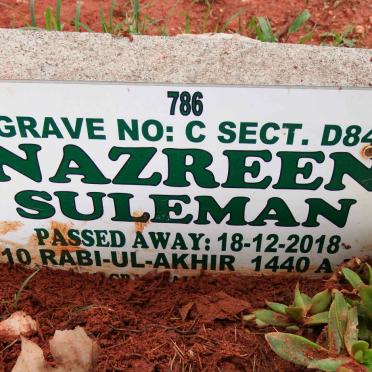 786
GRAVE NO: C SECT. D84
NAZREEN
SULEMAN
PASSED AWAY: 18-12-2018
10 RABI-UL-AKHIR 1440 A